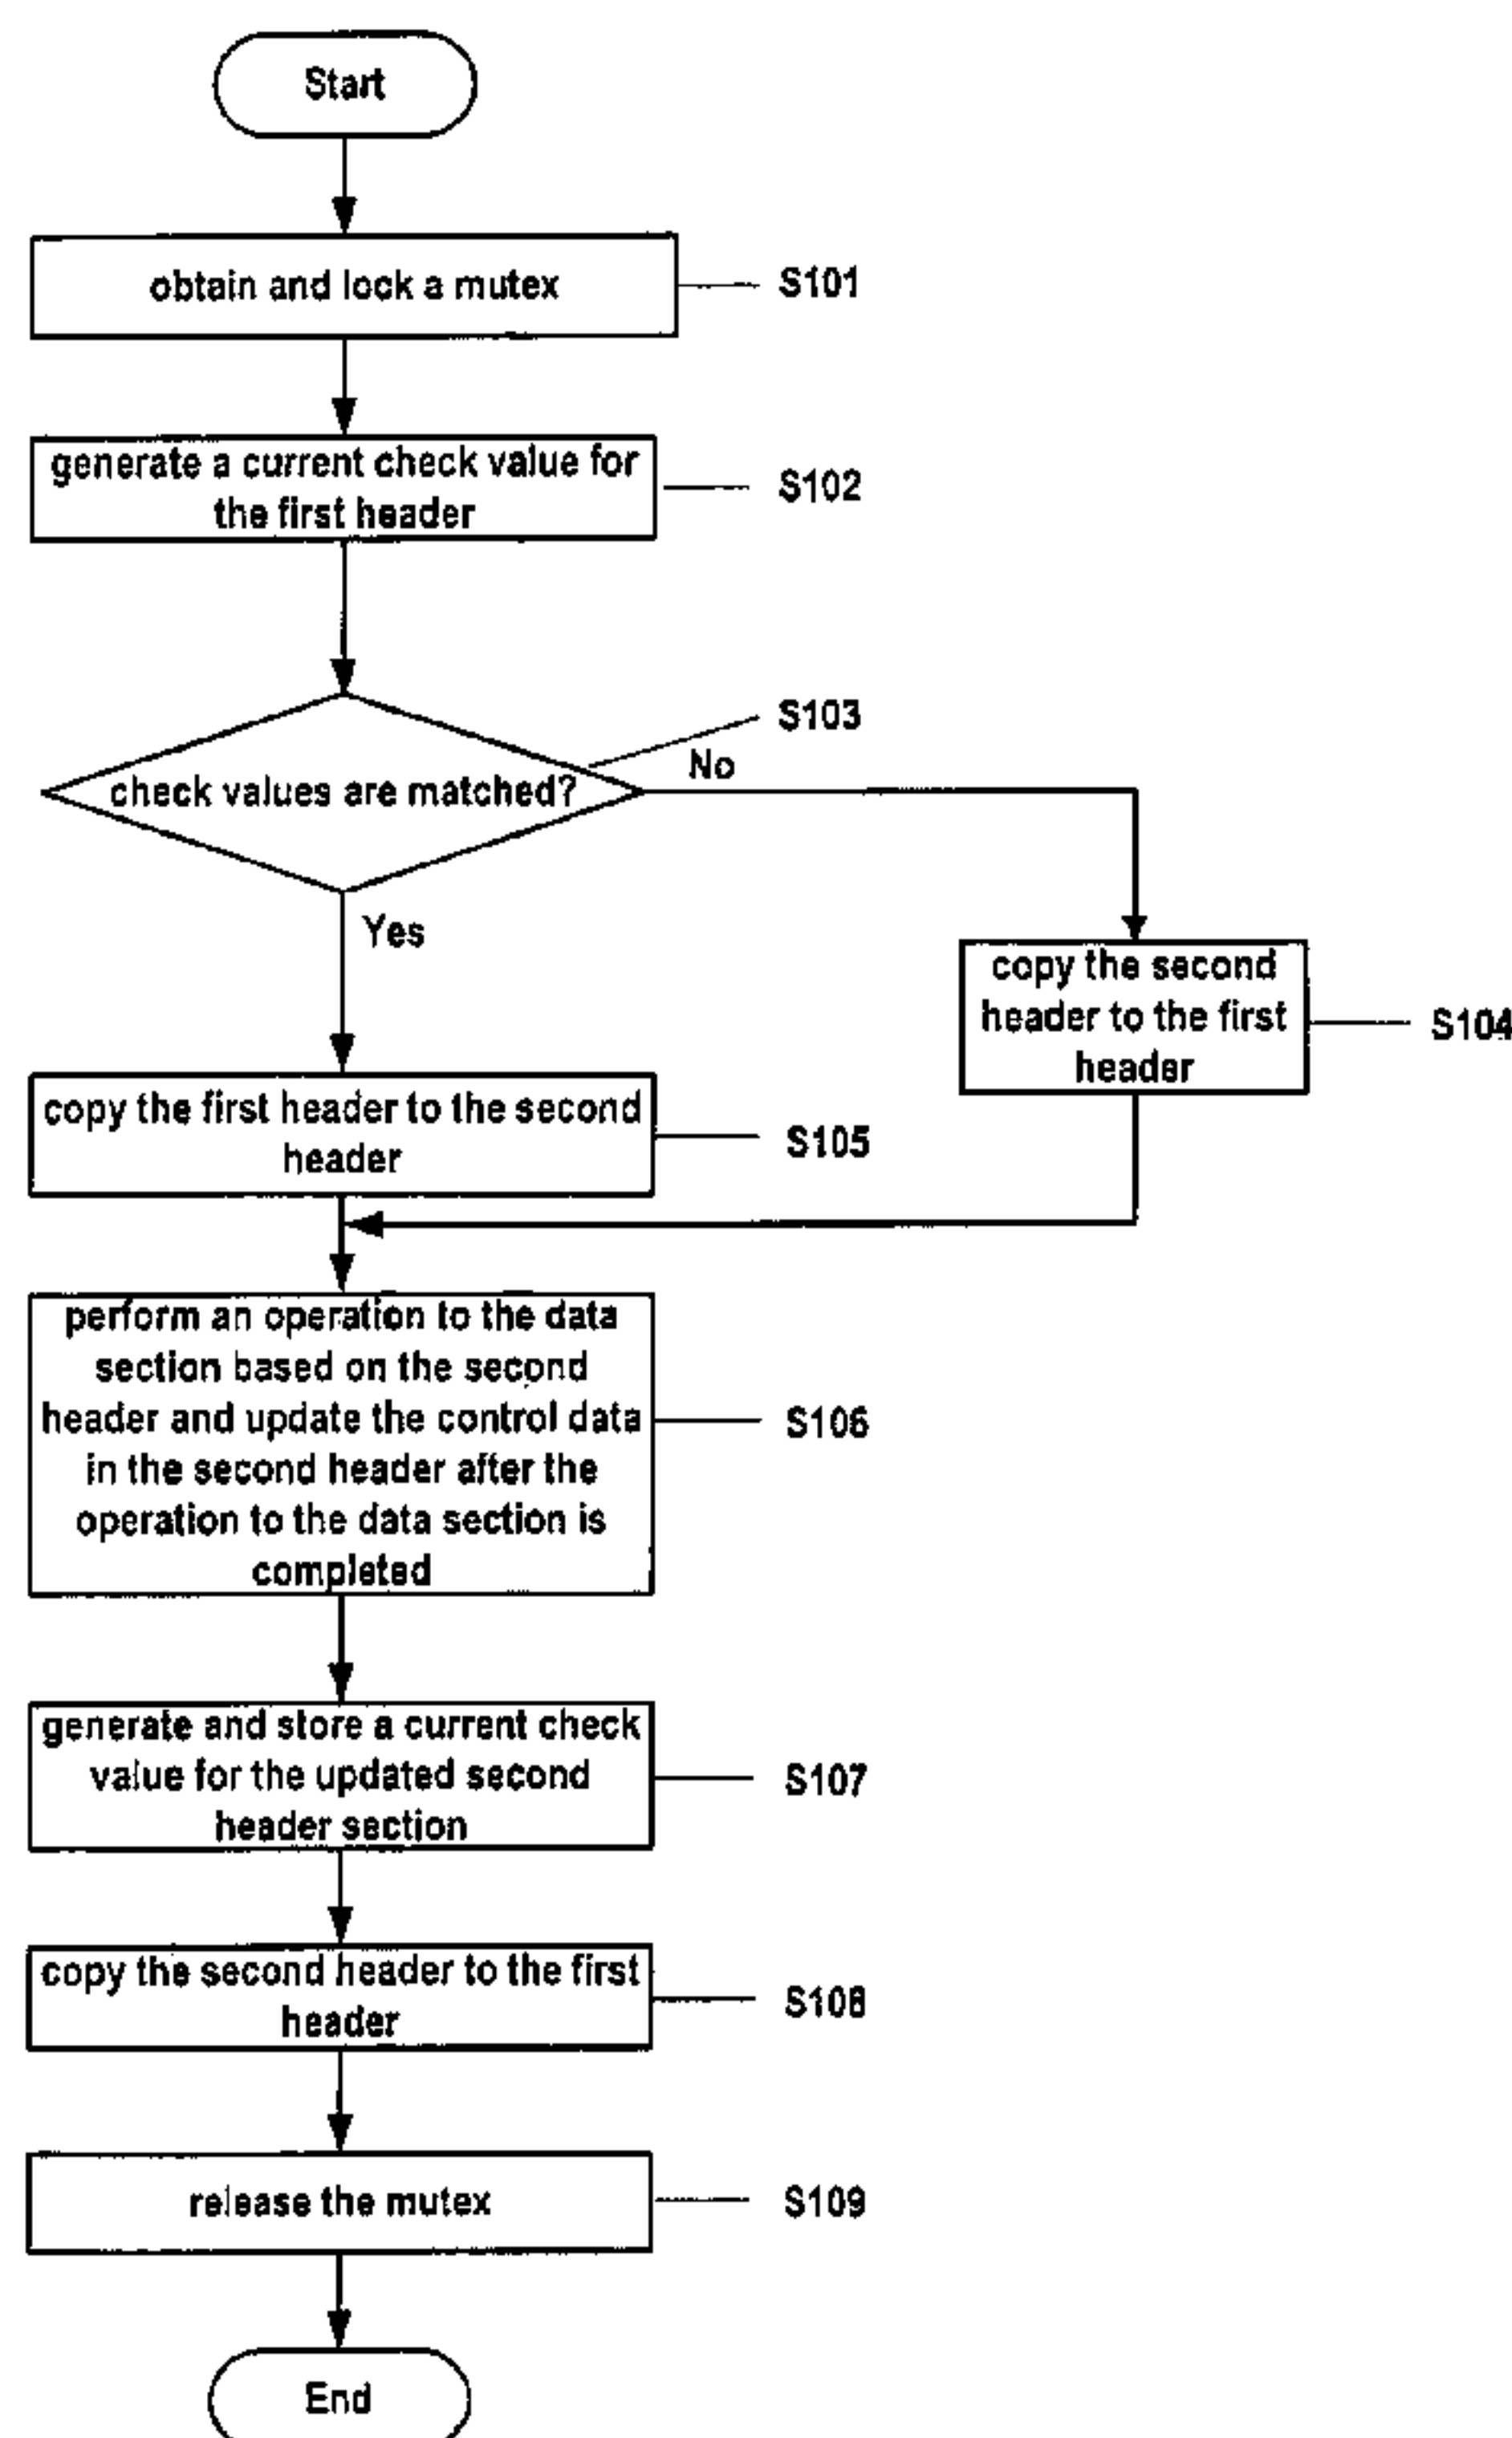 Start
obtain and lock a mutex
S101
generate a current check value for
the first header
S102
S103
check values are matched?
No
Yes
copy the second
header to the first
header
S104
copy the first header to the second
header
S105
perform an operation to the data
section based on the second
header and update the control data
in the second header after the
operation to the data section is
completed
S106
generate and store a current check
value for the updated second
header section
S107
copy the second header to the first
header
S108
release the mutex
S109
End